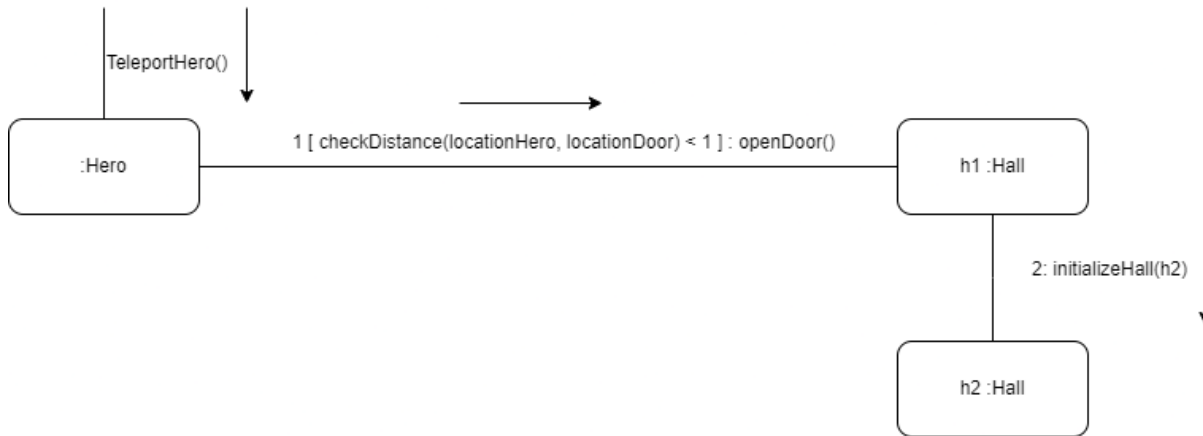 TeleportHero()
1 [ checkDistance(locationHero, locationDoor) < 1 ] : openDoor()
:Hero
h1 :Hall
2: initializeHall(h2)
h2 :Hall